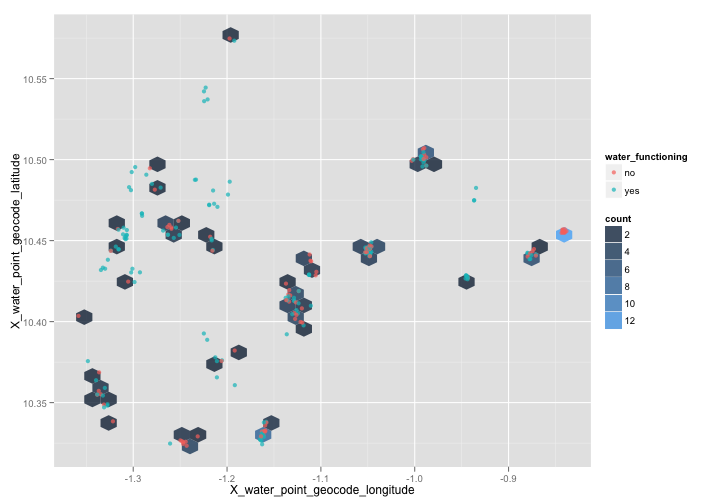 10.55
10.50
10.45
10.40
10.35
X_water_point_geocode_latitude
-1.3
-1.2
-1.1
-1.0
-0.9
X_water_point_geocode_longitude
water_functioning
no
yes
count
2
4
6
8
10
12